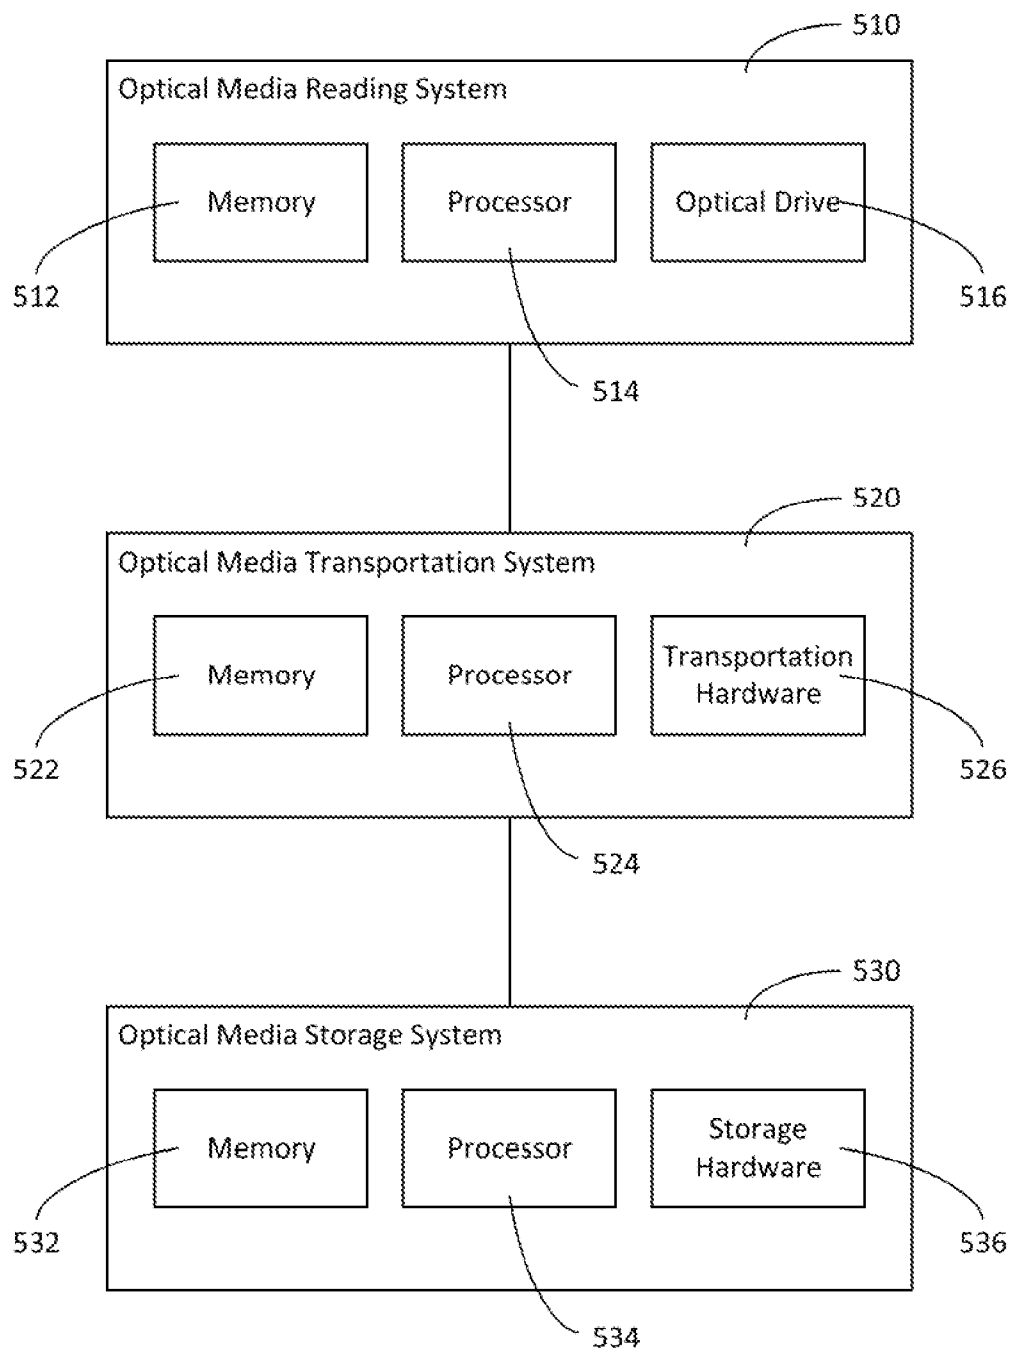 510
Optical Media Reading System
Memory
Processor
Optical Drive
512
516
514
520
Optical Media Transportation System
Memory
Processor
Transportation
Hardware
522
526
524
530
Optical Media Storage System
Memory
Processor
Storage
Hardware
532
536
534